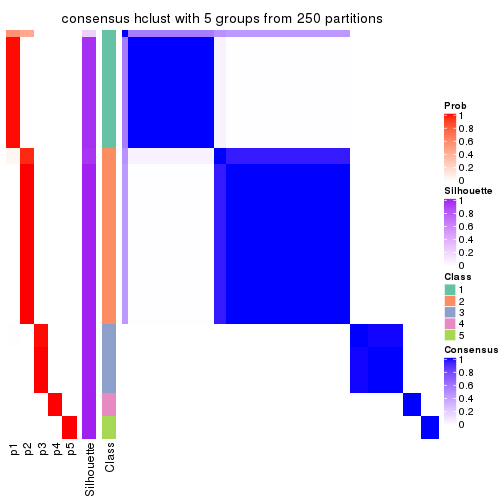 consensus hclust with 5 groups from 250 partitions
Prob
1
0.8
0.6
0.4
0.2
0
Silhouette
1
0.8
0.6
0.4
0.2
0
Class
1
2
3
4
5
Consensus
1
0.8
0.6
0.4
0.2
0
p1
p2
p3
p4
p5
Silhouette
Class